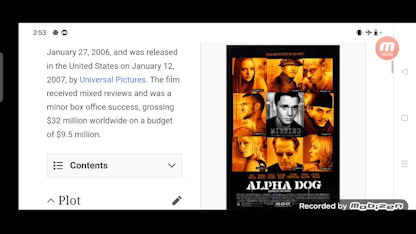 2:53
January 27, 2006, and was released
in the United States on January 12,
2007, by Universal Pictures. The film
received mixed reviews and was a
minor box office success, grossing
$32 million worldwide on a budget
of $9.5 million.
Contents
Plot
MISSING
ALPHA DOG
Recorded by Mobizen